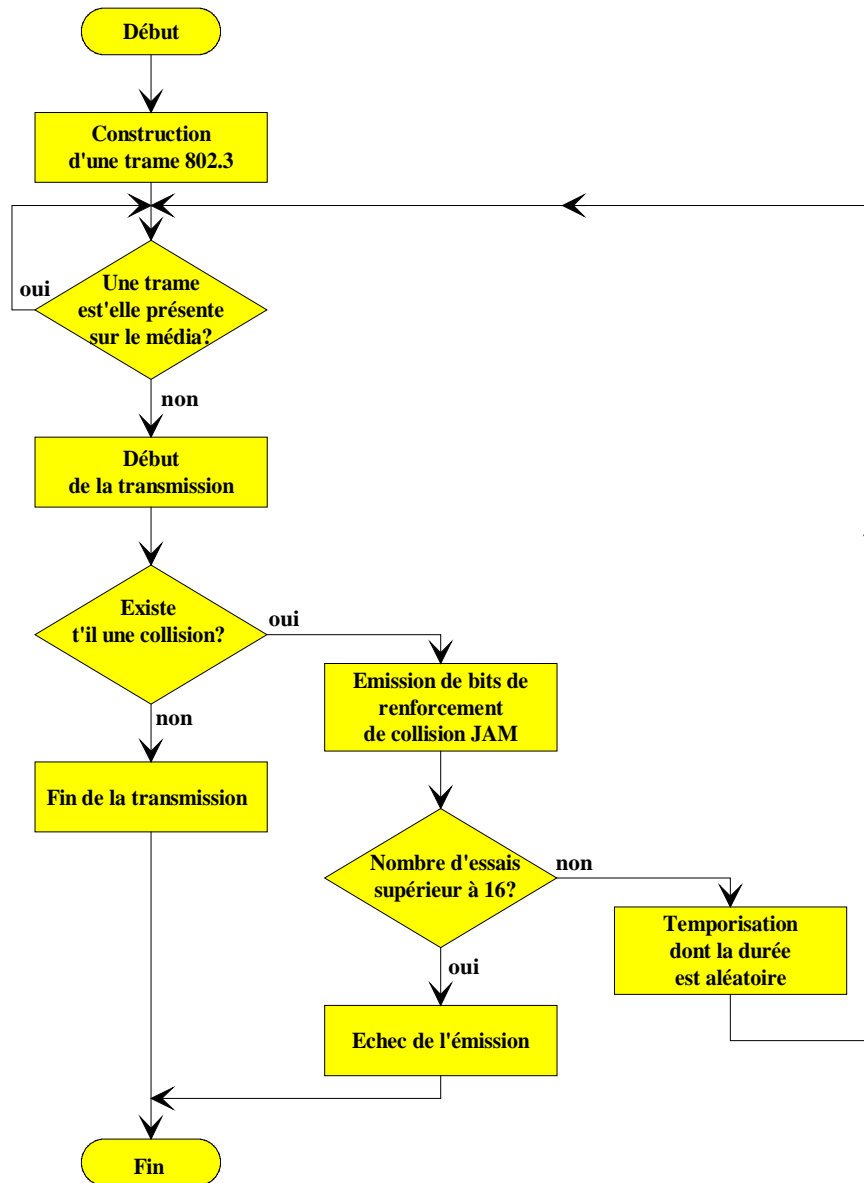 Début
Construction
d'une trame 802.3
Une trame
est'elle présente
sur le média?
oui
non
Début
de la transmission
Existe
t'il une collision?
oui
non
Emission de bits de
renforcement
de collision JAM
Fin de la transmission
Nombre d'essais
supérieur à 16?
non
oui
Temporisation
dont la durée
est aléatoire
Echec de l'émission
Fin